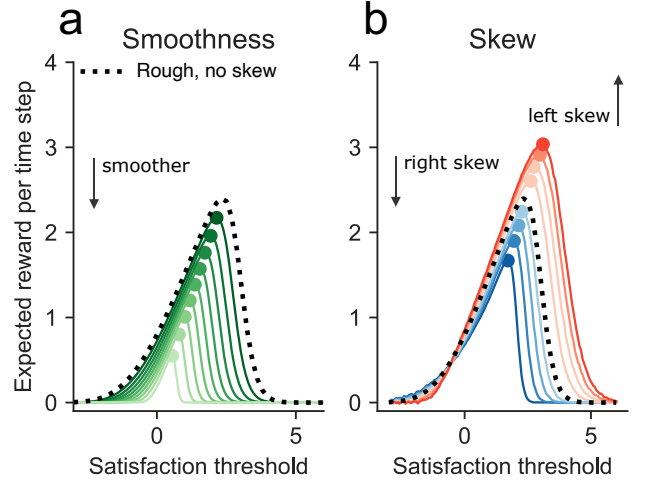 a
Smoothness
Rough, no skew
smoother
Expected reward per time step
4
3
2
1
0
0
5
Satisfaction threshold
b
Skew
left skew
right skew
4
3
2
1
0
0
5
Satisfaction threshold